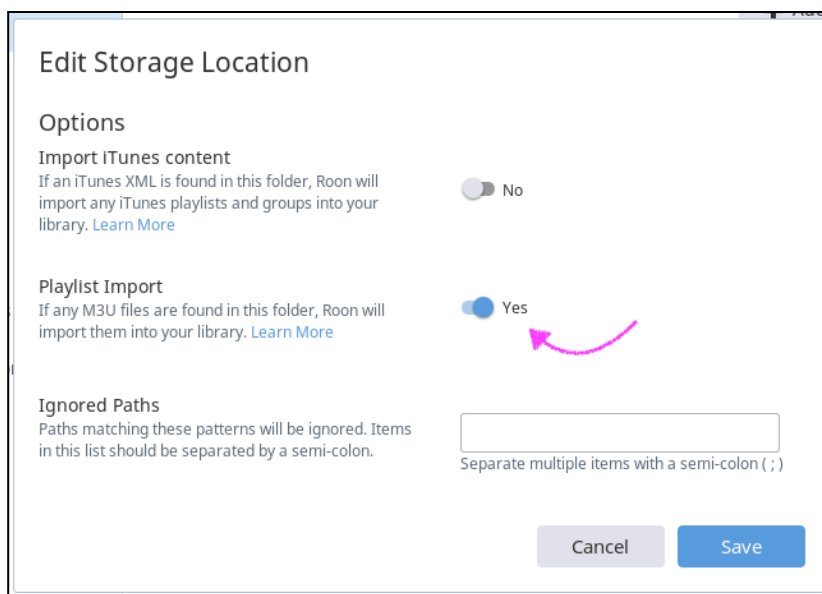 Edit Storage Location
Options
Import iTunes content
If an iTunes XML is found in this folder, Roon will
import any iTunes playlists and groups into your
library. Learn More
No
Playlist Import
If any M3U files are found in this folder, Roon will
import them into your library. Learn More
Yes
Ignored Paths
Paths matching these patterns will be ignored. Items
in this list should be separated by a semi-colon.
Separate multiple items with a semi-colon ( ; )
Cancel
Save